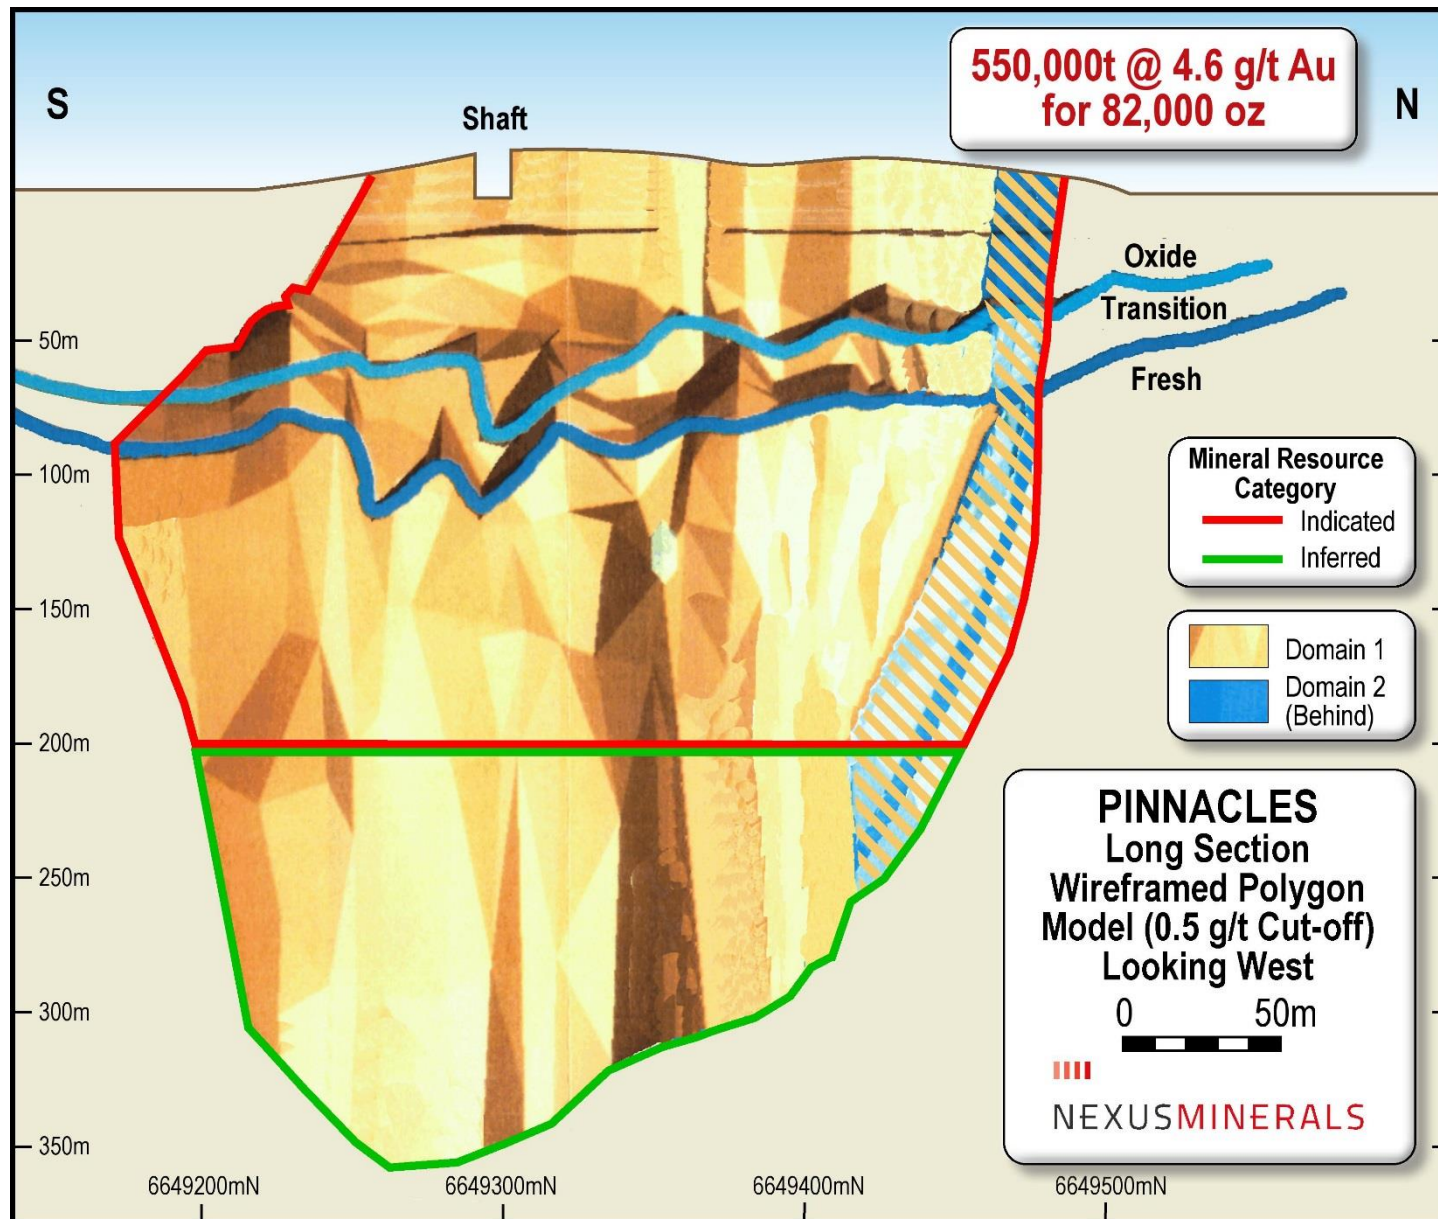 550,000t @ 4.6 g/t Au
for 82,000 oz
S
N
Shaft
Oxide
Transition
Fresh
50m
100m
150m
200m
250m
300m
350m
Mineral Resource
Category
Indicated
Inferred
Domain 1
Domain 2
(Behind)
PINNACLES
Long Section
Wireframed Polygon
Model (0.5 g/t Cut-off)
Looking West
0 50m
NEXUSMINERALS
6649200mN 6649300mN 6649400mN 6649500mN